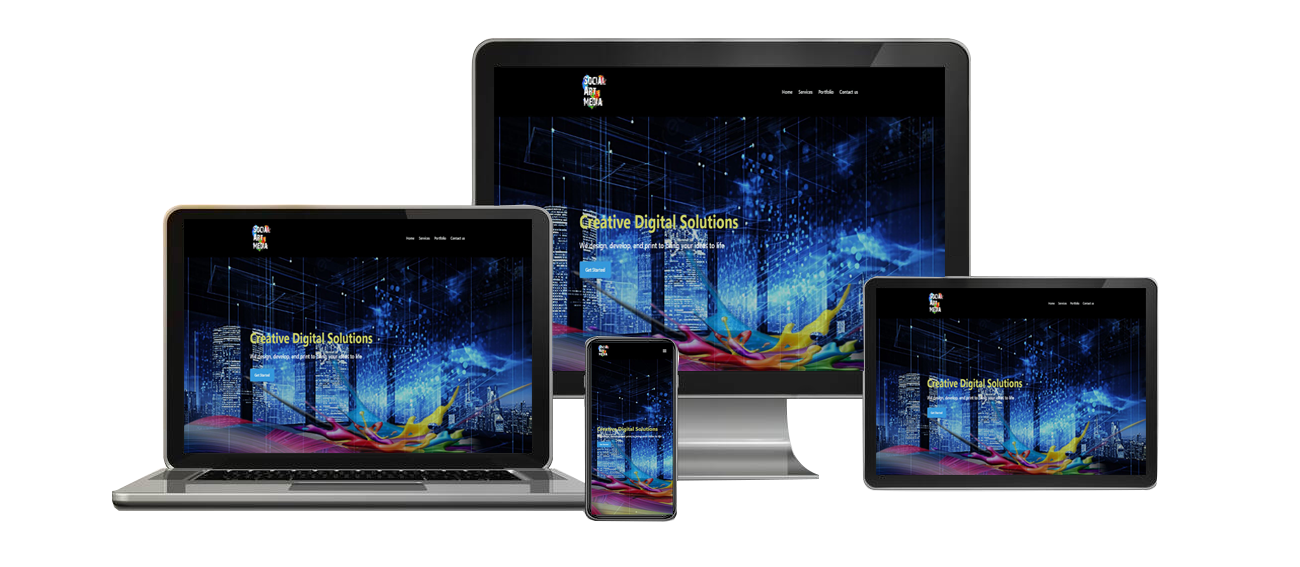 SOCIAL
ART
MEDIA
Home Services Portfolio Contact us
Creative Digital Solutions
We design, develop, and print to bring your ideas to life
Get Started
SOCIAL
ART
MEDIA
Home Services Portfolio Contact us
Creative Digital Solutions
We design, develop, and print to bring your ideas to life
Get Started
SOCIAL
ART
MEDIA
Home Services Portfolio Contact us
Creative Digital Solutions
We design, develop, and print to bring your ideas to life
Get Started
Creative Digital Solutions